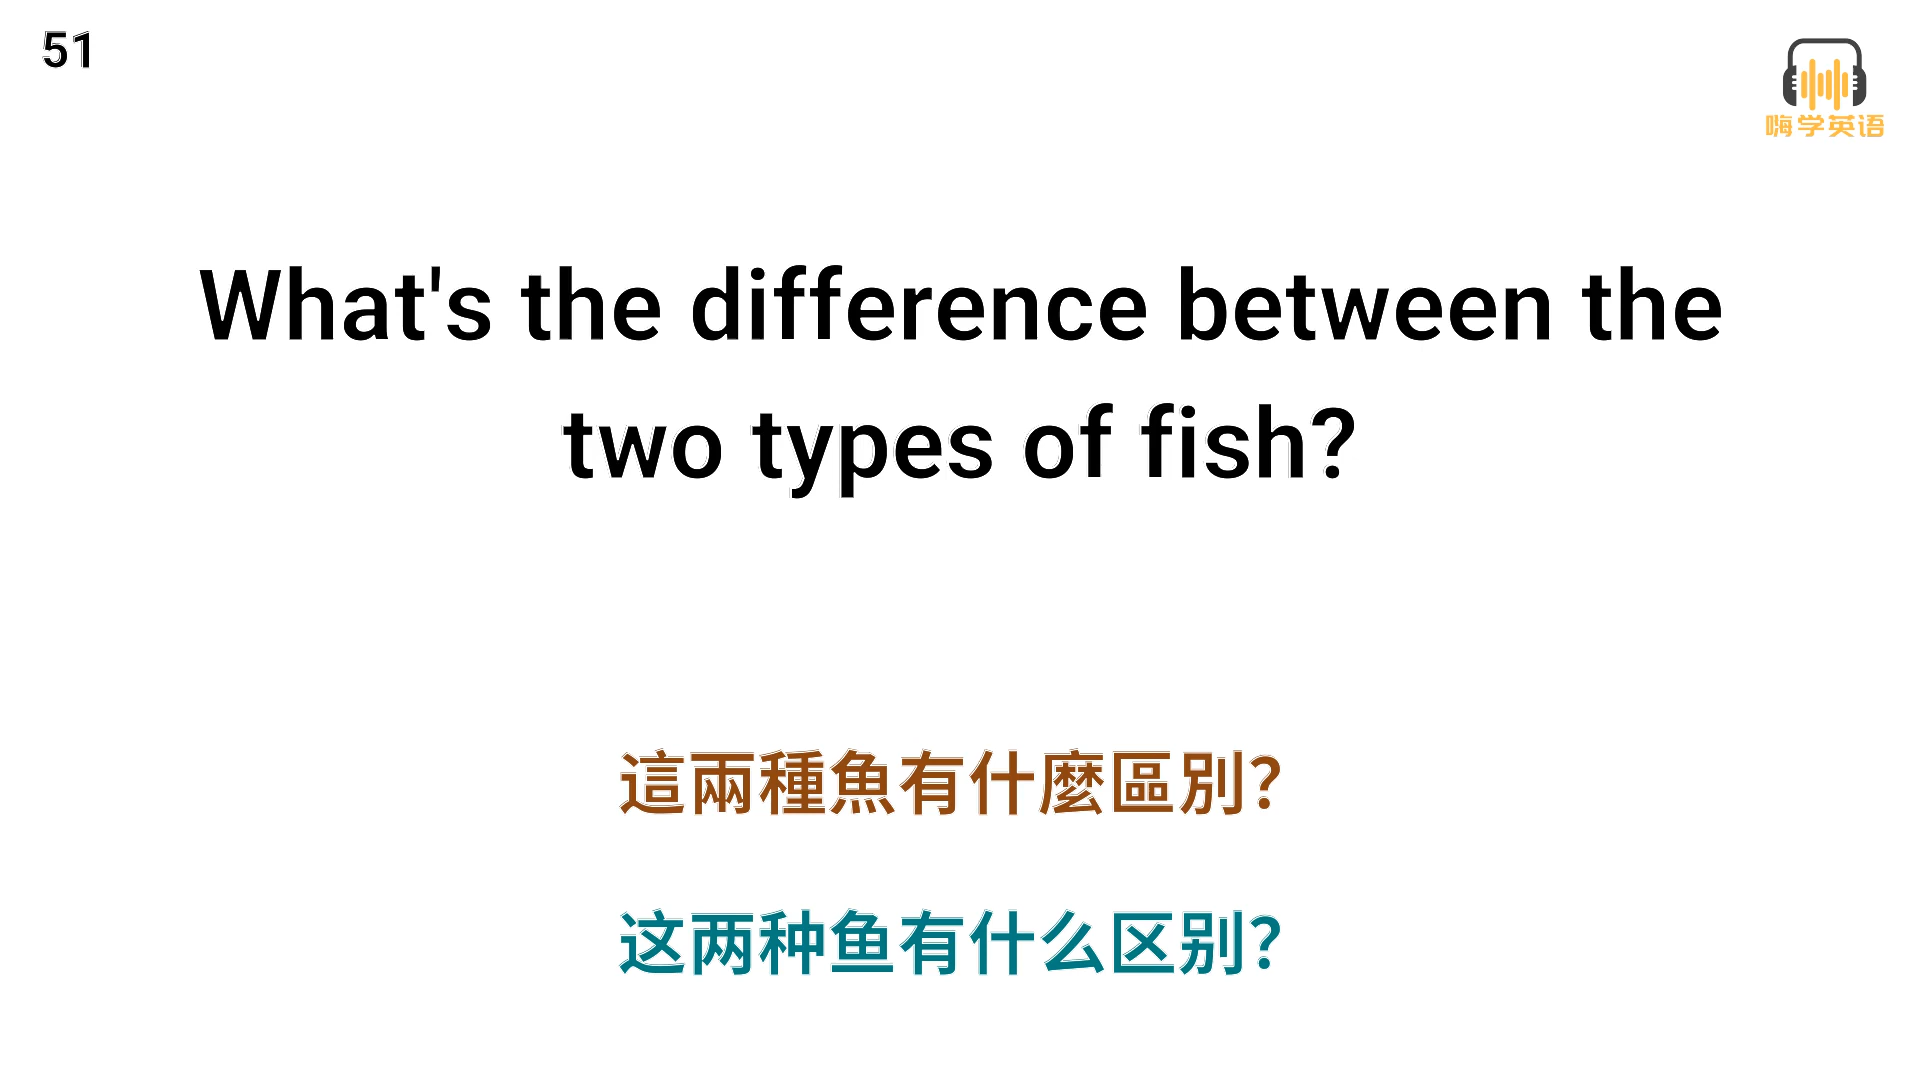 51
嗨学英语
What's the difference between the
two types of fish?
這兩種魚有什麼區別?
这两种鱼有什么区别?